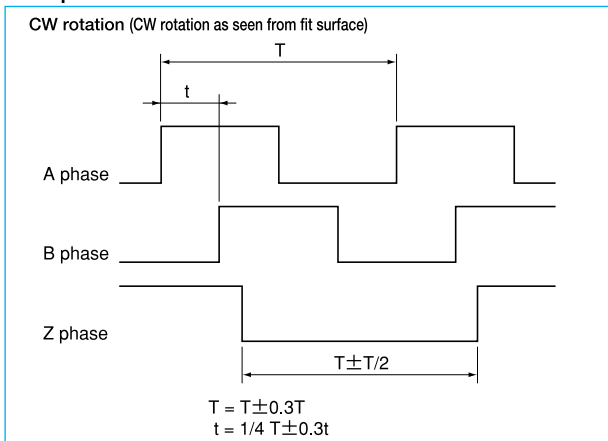 CW rotation (CW rotation as seen from fit surface)
T
t
A phase
B phase
Z phase
T±T/2
T = T±0.3T
t = 1/4 T±0.3t